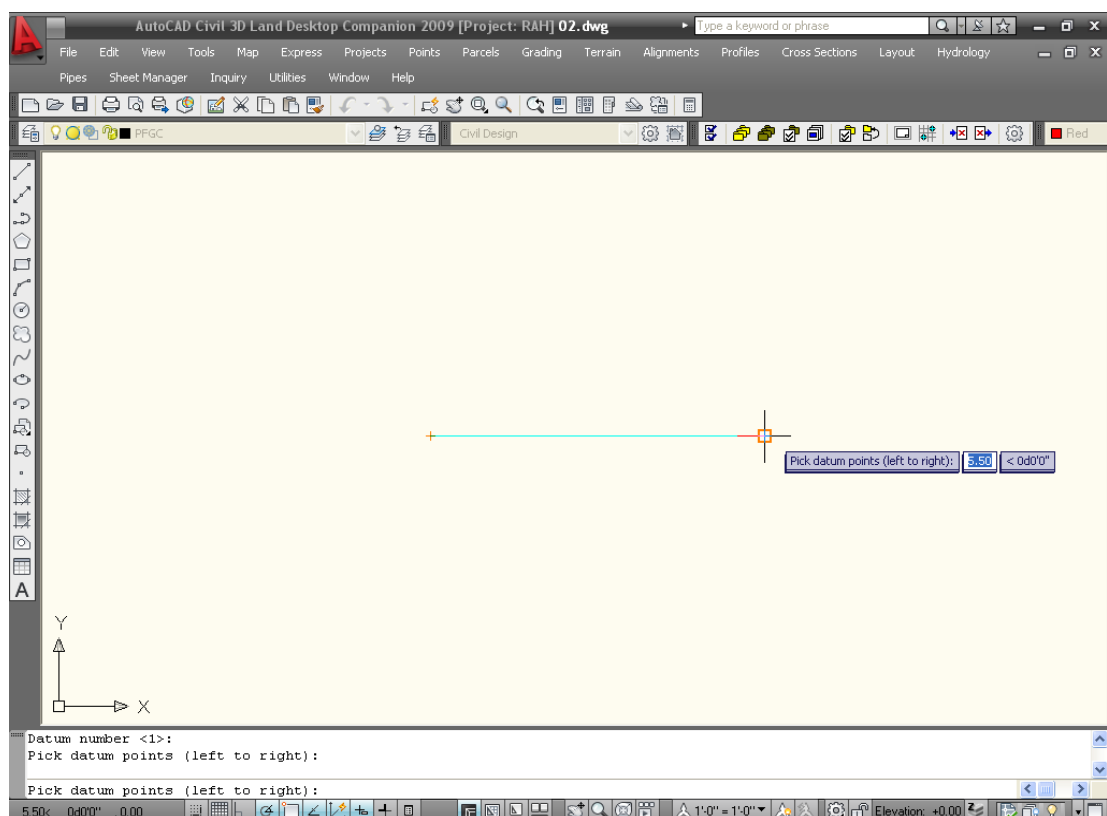 AutoCAD Civil 3D Land Desktop Companion 2009 [Project: RAH] 02.dwg Type a keyword or phrase
File Edit View Tools Map Express Projects Points Parcels Grading Terrain Alignments Profiles Cross Sections Layout Hydrology
Pipes Sheet Manager Inquiry Utilities Window Help
PFGC Civil Design Red
A
Pick datum points (left to right): 5.50 < 0d0'0"
Y
X
Datum number <1>:
Pick datum points (left to right):
Pick datum points (left to right):
5.50< 0d0'0" 0.00 1'-0" = 1'-0" Elevation: +0.00